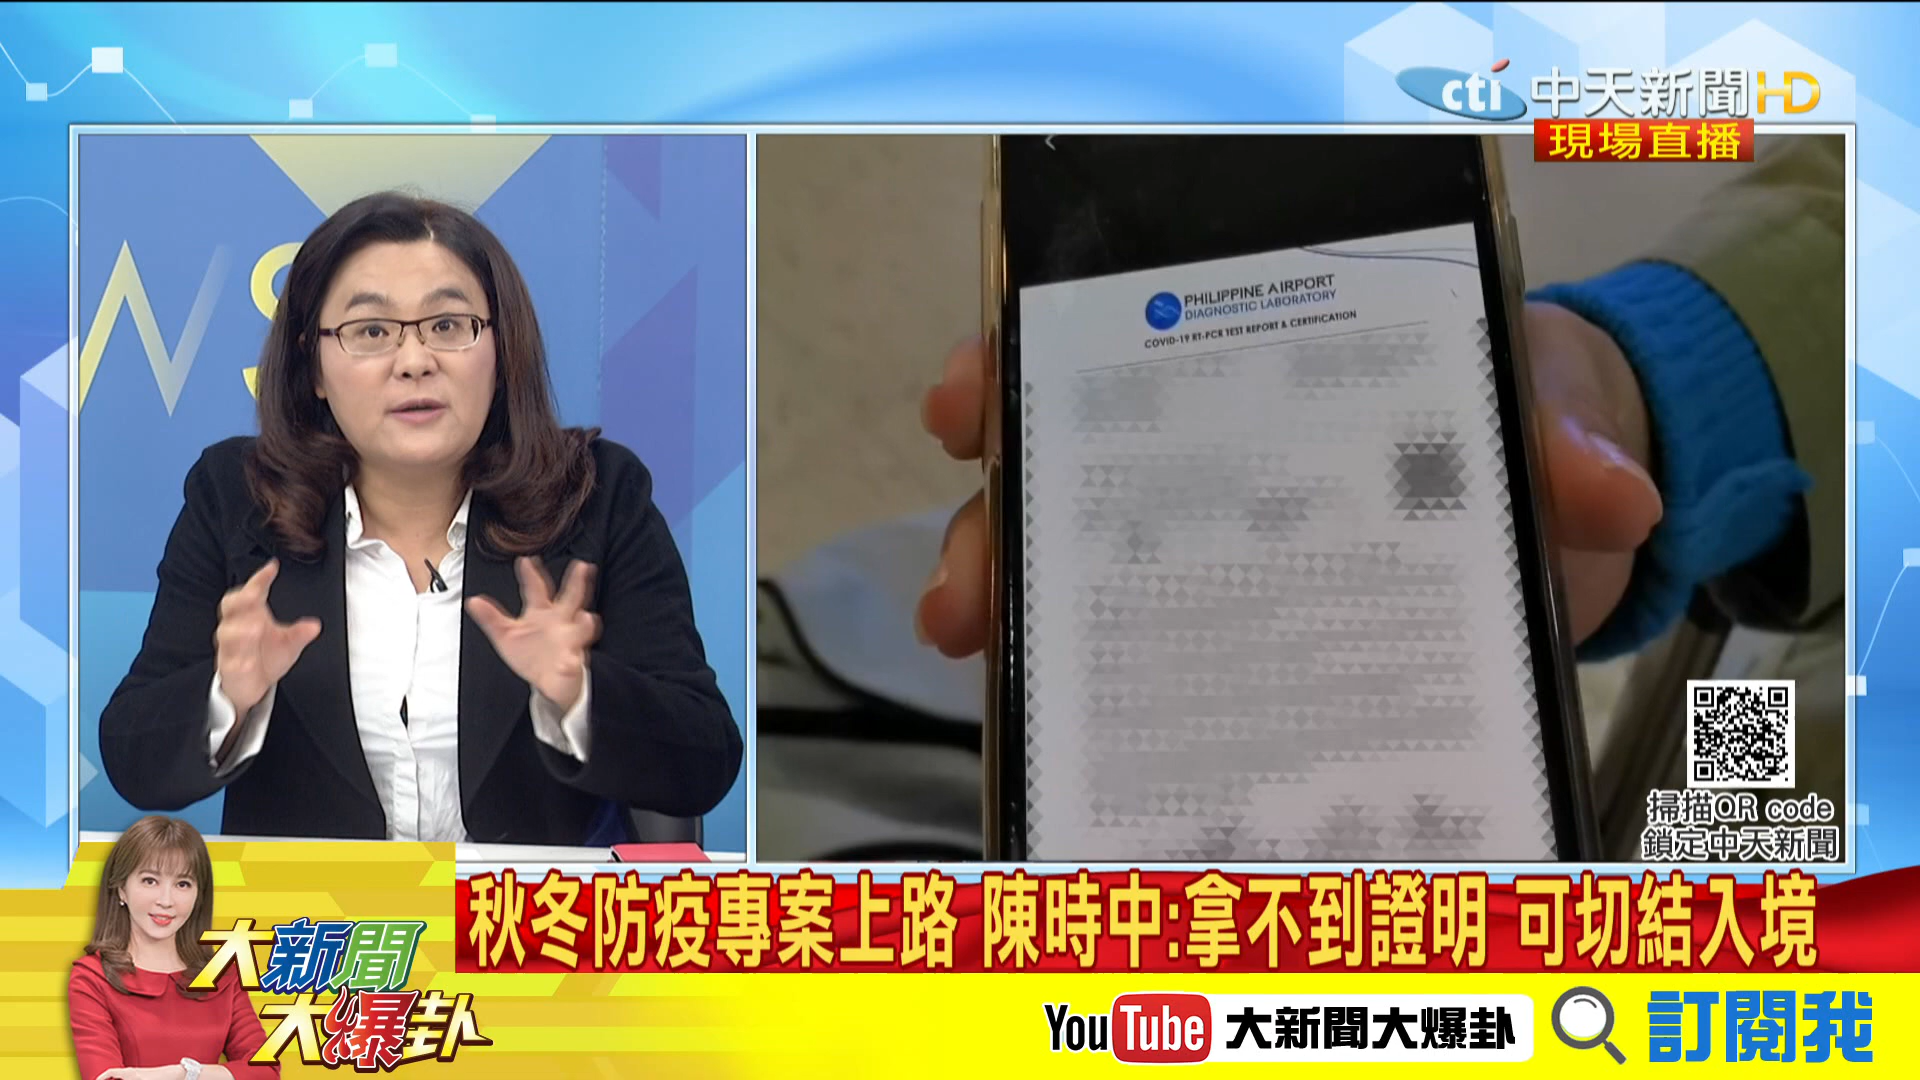 cti 中天新聞HD
現場直播
NS
PHILIPPINE AIRPORT
DIAGNOSTIC LABORATORY
COVID-19 RT-PCR TEST REPORT & CERTIFICATION
掃描QR code
鎖定中天新聞
秋冬防疫專案上路 陳時中:拿不到證明 可切結入境
大新聞
大爆卦
YouTube 大新聞大爆卦 訂閱我